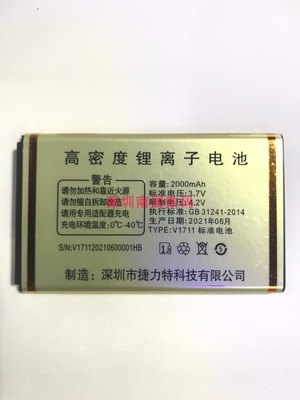 高密度锂离子电池
警告
请勿加热和靠近火源
请勿擅自拆卸改造
请用专用适配器充电
充电环境温度:0℃-40℃
容量:2000mAh
标准电压:3.7V
限制电压:4.2V
执行标准:GB 31241-2014
生产日期:2021年06月
TYPE:V1711 标准电池
S/N:V171120210600001HB
制造:深圳市捷力特科技有限公司